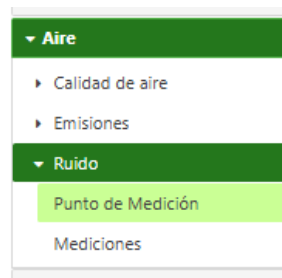 Aire
Calidad de aire
Emisiones
Ruido
Punto de Medición
Mediciones